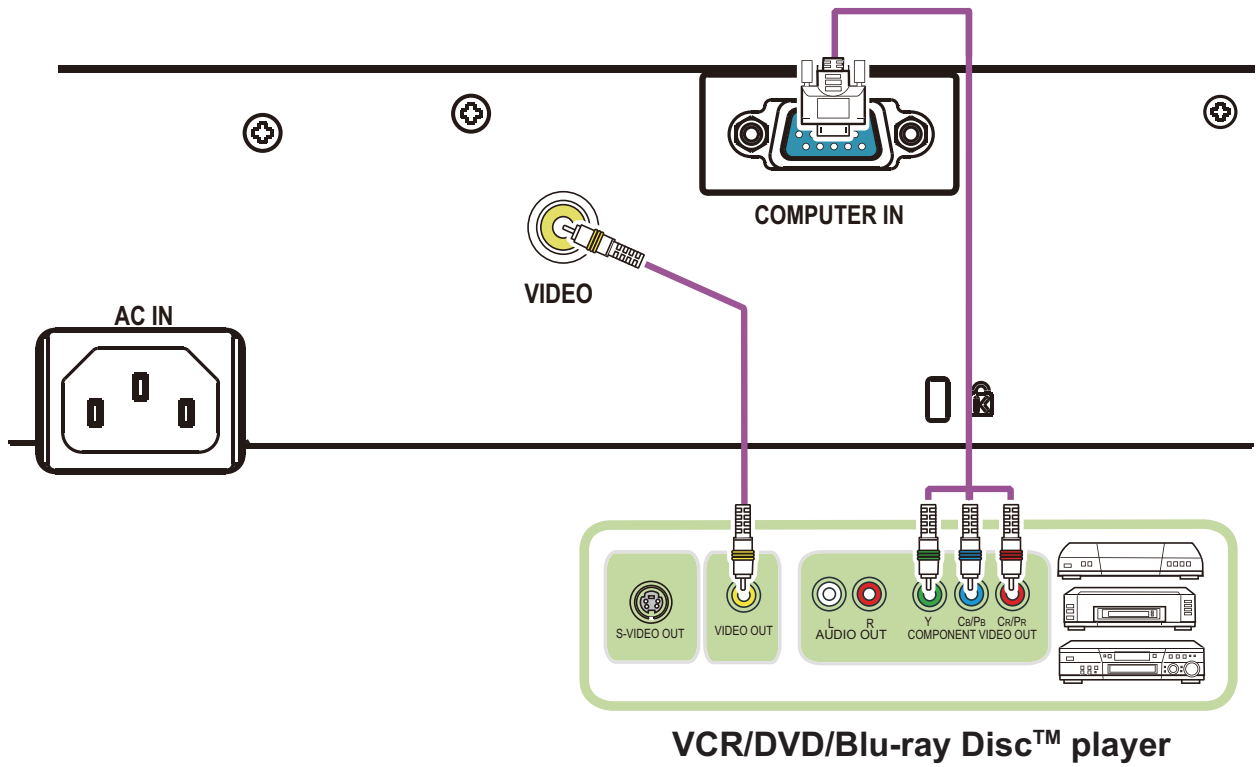 COMPUTER IN
VIDEO
AC IN
K
S-VIDEO OUT
VIDEO OUT
L R
AUDIO OUT
Y CB/PB CR/PR
COMPONENT VIDEO OUT
VCR/DVD/Blu-ray Disc™ player